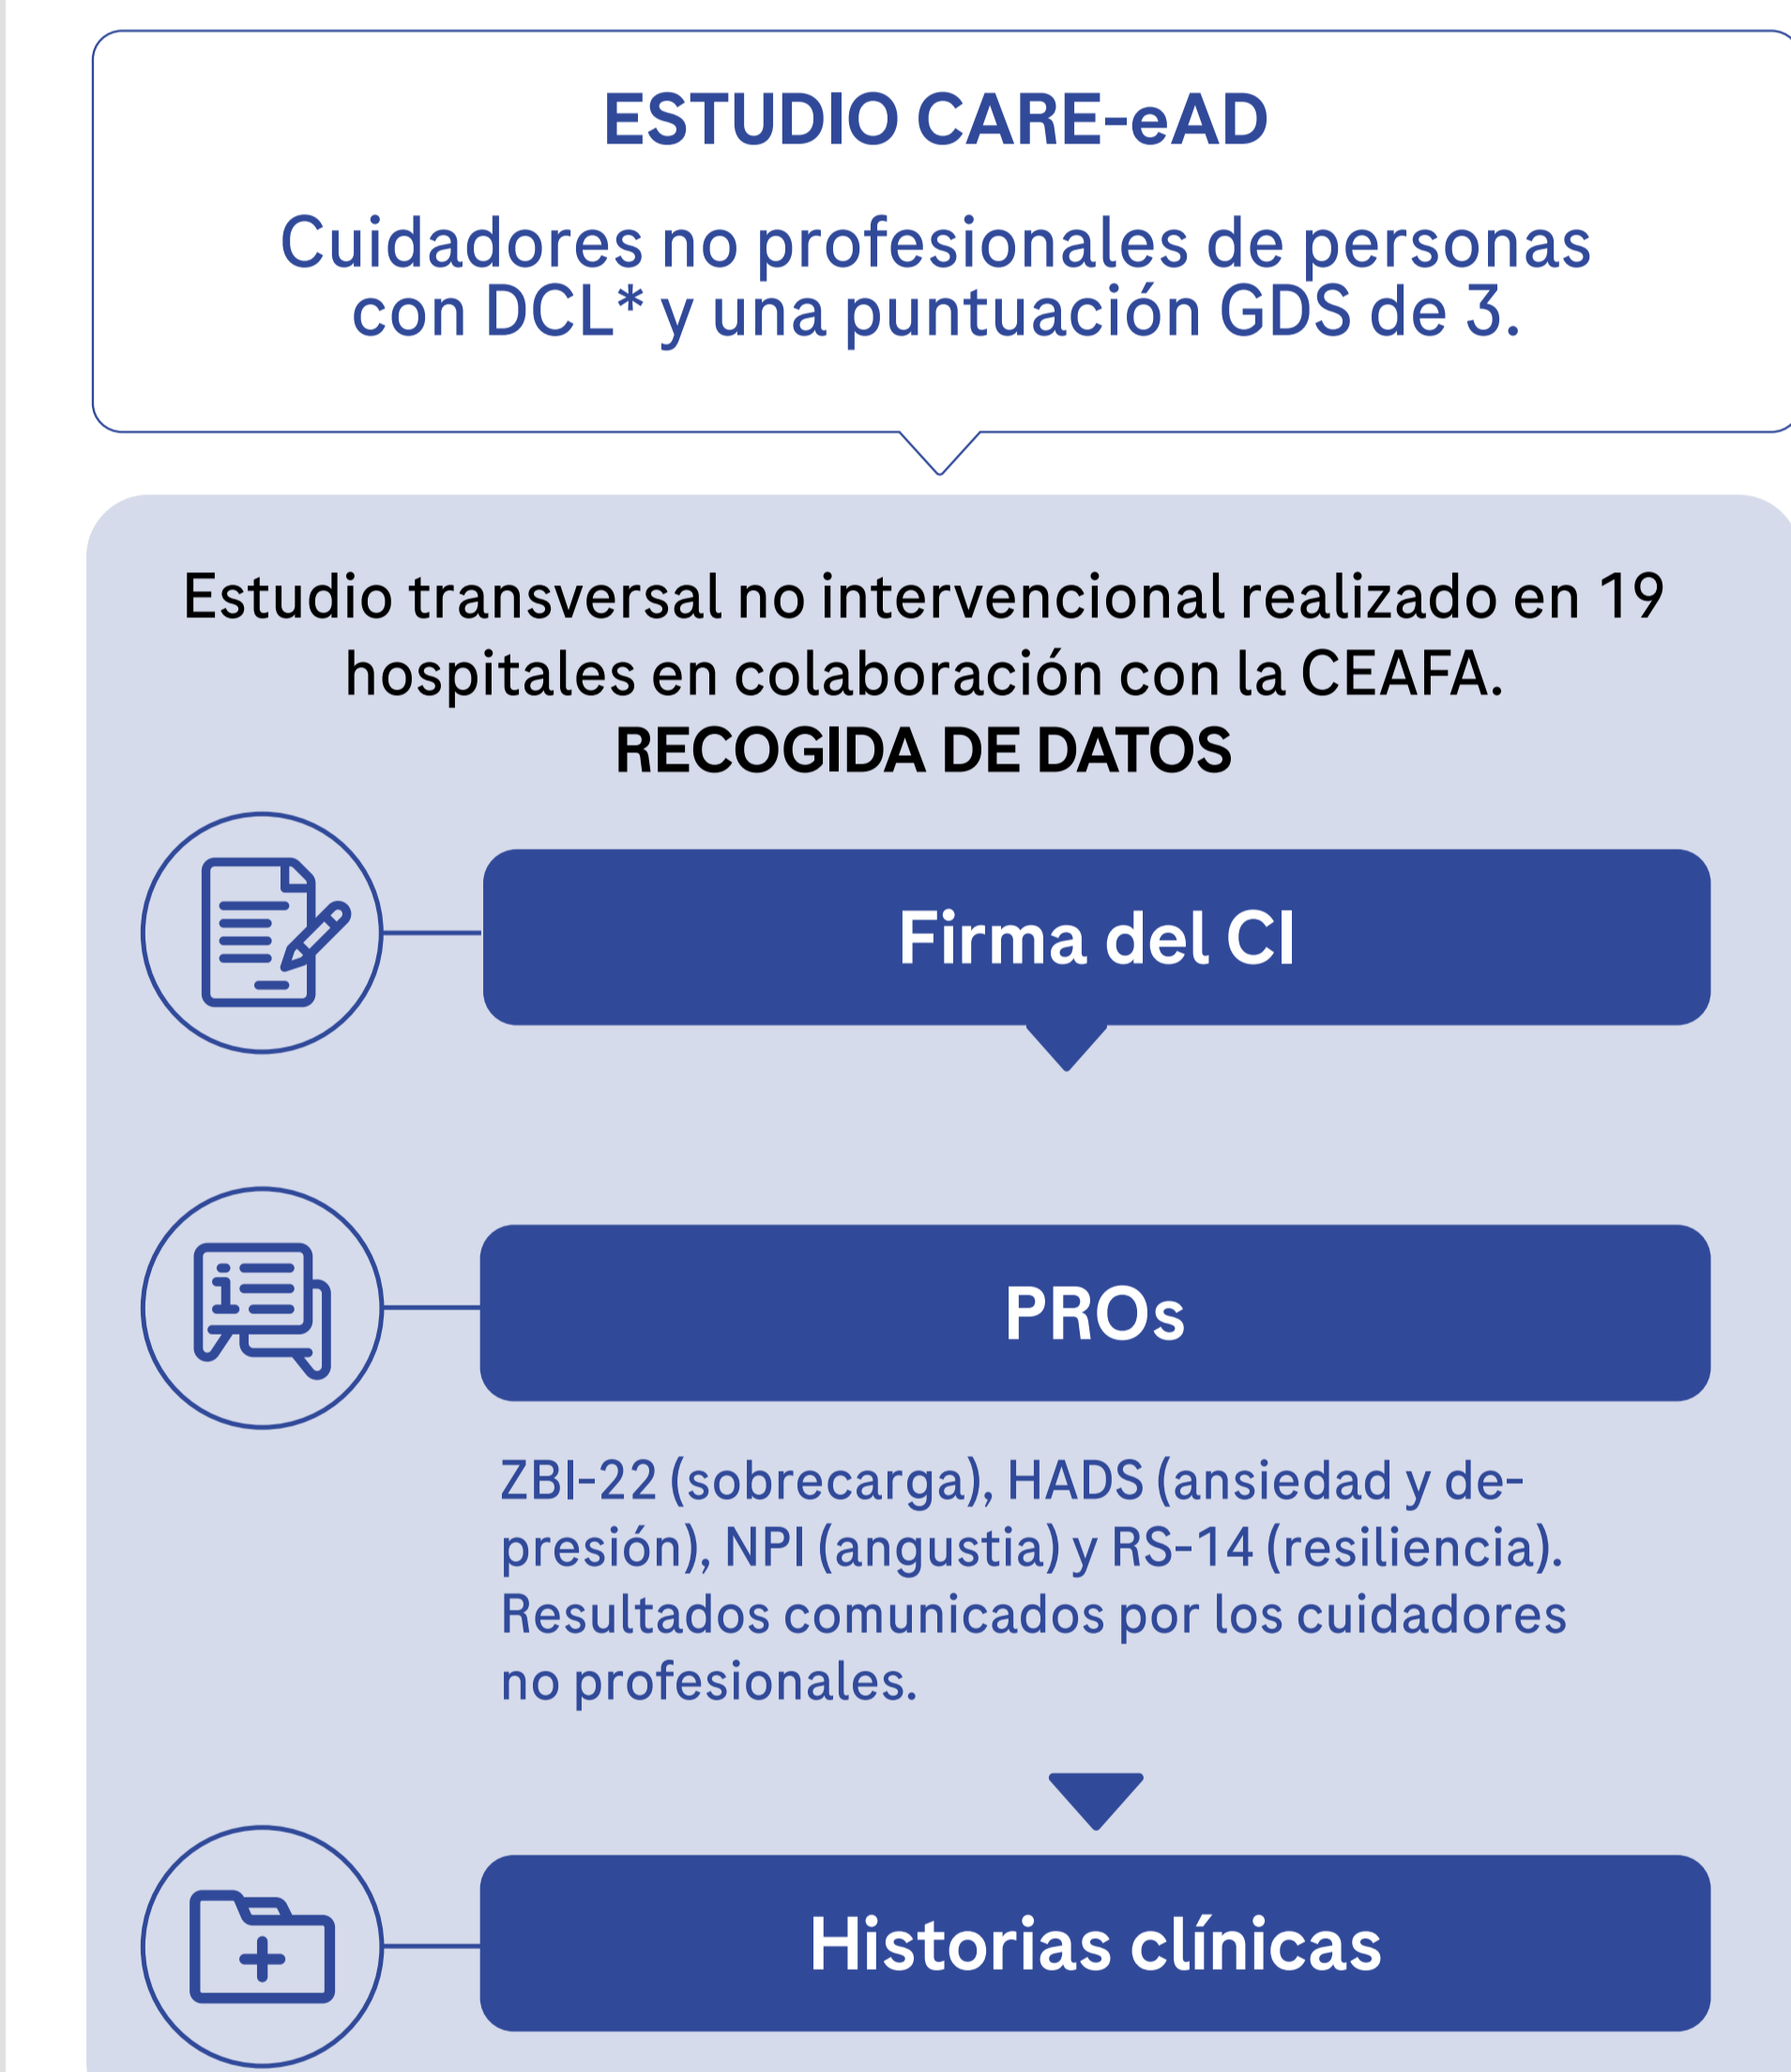 ESTUDIO CARE-eAD
Cuidadores no profesionales de personas
con DCL* y una puntuación GDS de 3.
Estudio transversal no intervencional realizado en 19
hospitales en colaboración con la CEAFA.
RECOGIDA DE DATOS
Firma del CI
PROs
ZBI-22 (sobrecarga), HADS (ansiedad y de-
presión), NPI (angustia) y RS-14 (resiliencia).
Resultados comunicados por los cuidadores
no profesionales.
Historias clínicas